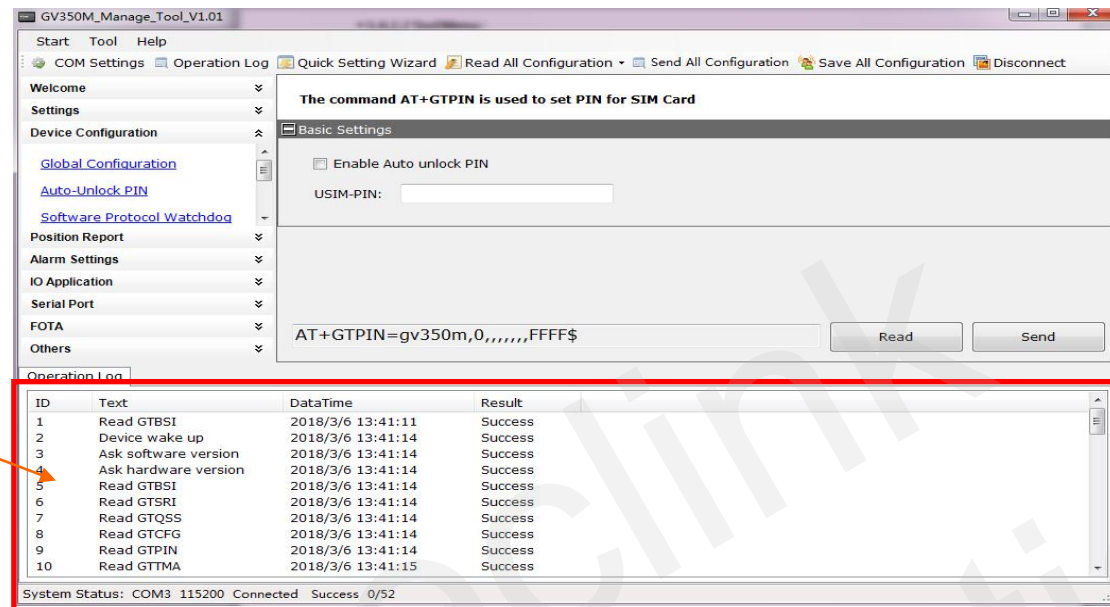 GV350M_Manage_Tool_V1.01
Start Tool Help
COM Settings Operation Log Quick Setting Wizard Read All Configuration Send All Configuration Save All Configuration Disconnect
Welcome
Settings
Device Configuration
Global Configuration
Auto-Unlock PIN
Software Protocol Watchdog
Position Report
Alarm Settings
IO Application
Serial Port
FOTA
Others
The command AT+GTPIN is used to set PIN for SIM Card
Basic Settings
Enable Auto unlock PIN
USIM-PIN:
AT+GTPIN=gv350m,0,,,,,,,FFFF$
Read Send
Operation Log
ID Text DataTime Result
1 Read GTBSI 2018/3/6 13:41:11 Success
2 Device wake up 2018/3/6 13:41:14 Success
3 Ask software version 2018/3/6 13:41:14 Success
4 Ask hardware version 2018/3/6 13:41:14 Success
5 Read GTBSI 2018/3/6 13:41:14 Success
6 Read GTSRI 2018/3/6 13:41:14 Success
7 Read GTQSS 2018/3/6 13:41:14 Success
8 Read GTCFG 2018/3/6 13:41:14 Success
9 Read GTPIN 2018/3/6 13:41:14 Success
10 Read GTTMA 2018/3/6 13:41:15 Success
System Status: COM3 115200 Connected Success 0/52